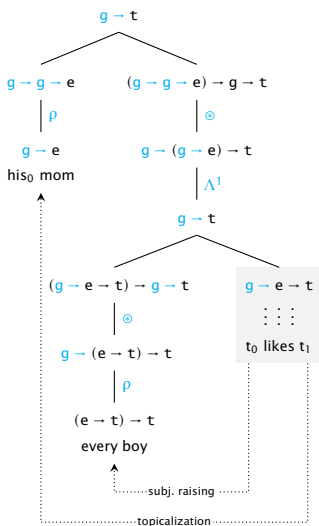 g → t
g → g → e (g → g → e) → g → t
ρ ⊛
g → e g → (g → e) → t
his₀ mom Λ¹
g → t
(g → e → t) → g → t g → e → t
⊛ ⋮ ⋮ ⋮
g → (e → t) → t t₀ likes t₁
ρ
(e → t) → t
every boy
subj. raising
topicalization